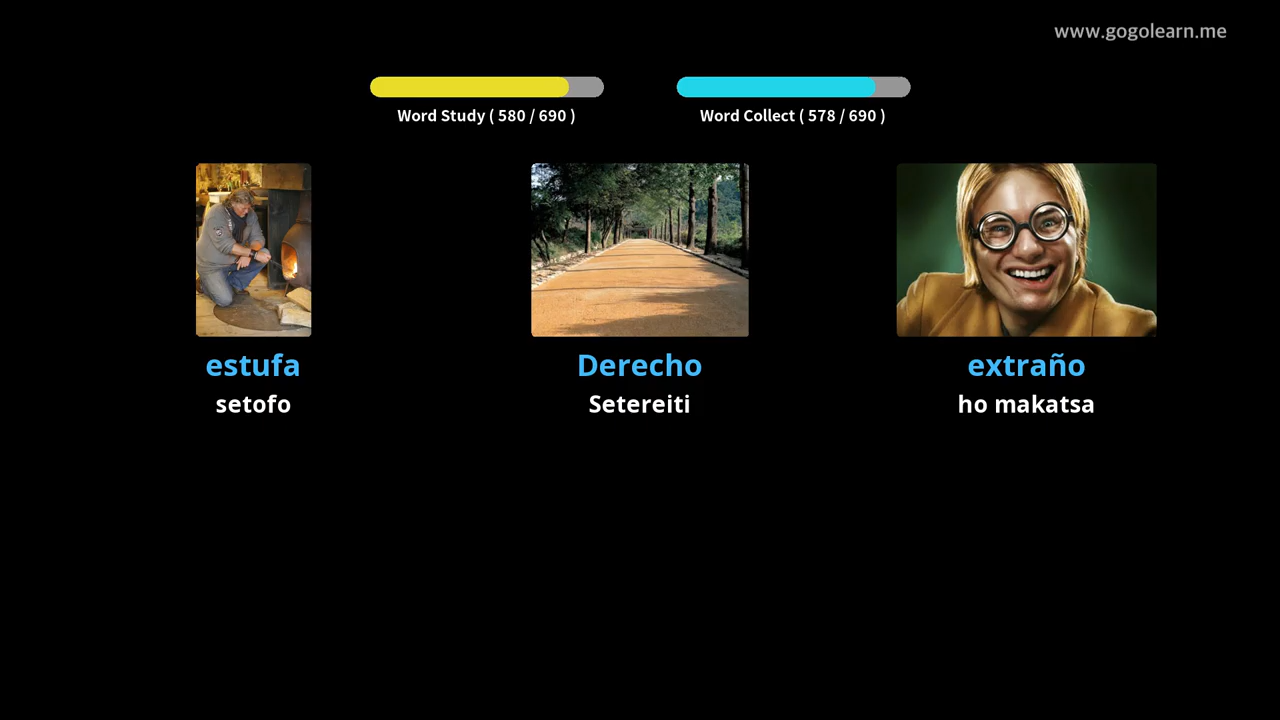 www.gogolearn.me
Word Study ( 580 / 690 )
Word Collect ( 578 / 690 )
estufa
Derecho
extraño
setofo
Setereiti
ho makatsa